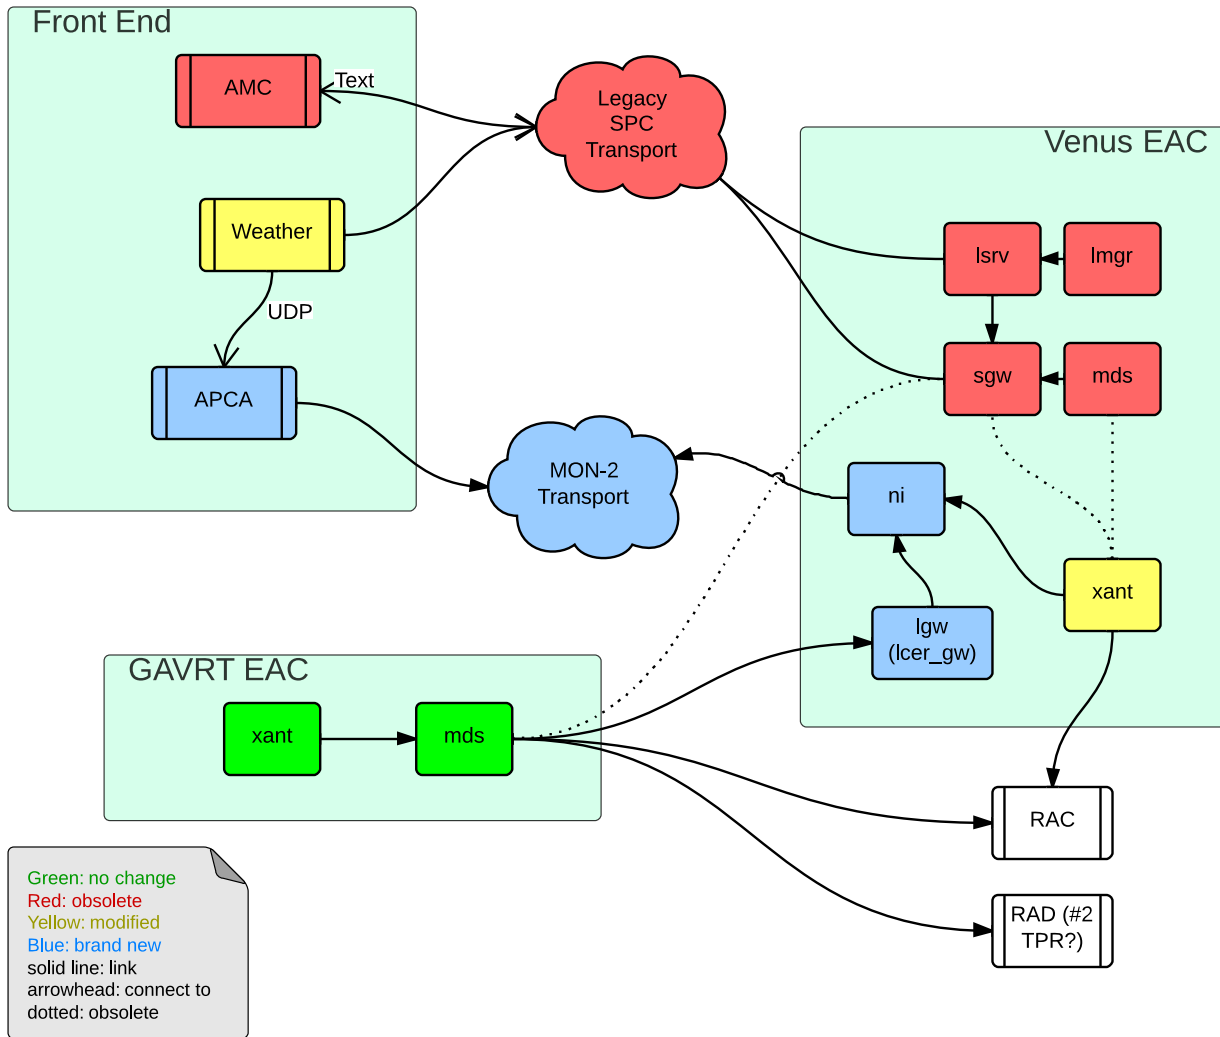 Front End
AMC
Text
Legacy
SPC
Transport
Venus EAC
Weather
lsrv
lmgr
UDP
APCA
sgw
mds
MON-2
Transport
ni
xant
lgw
(lcer_gw)
GAVRT EAC
xant
mds
RAC
RAD (#2
TPR?)
Green: no change
Red: obsolete
Yellow: modified
Blue: brand new
solid line: link
arrowhead: connect to
dotted: obsolete